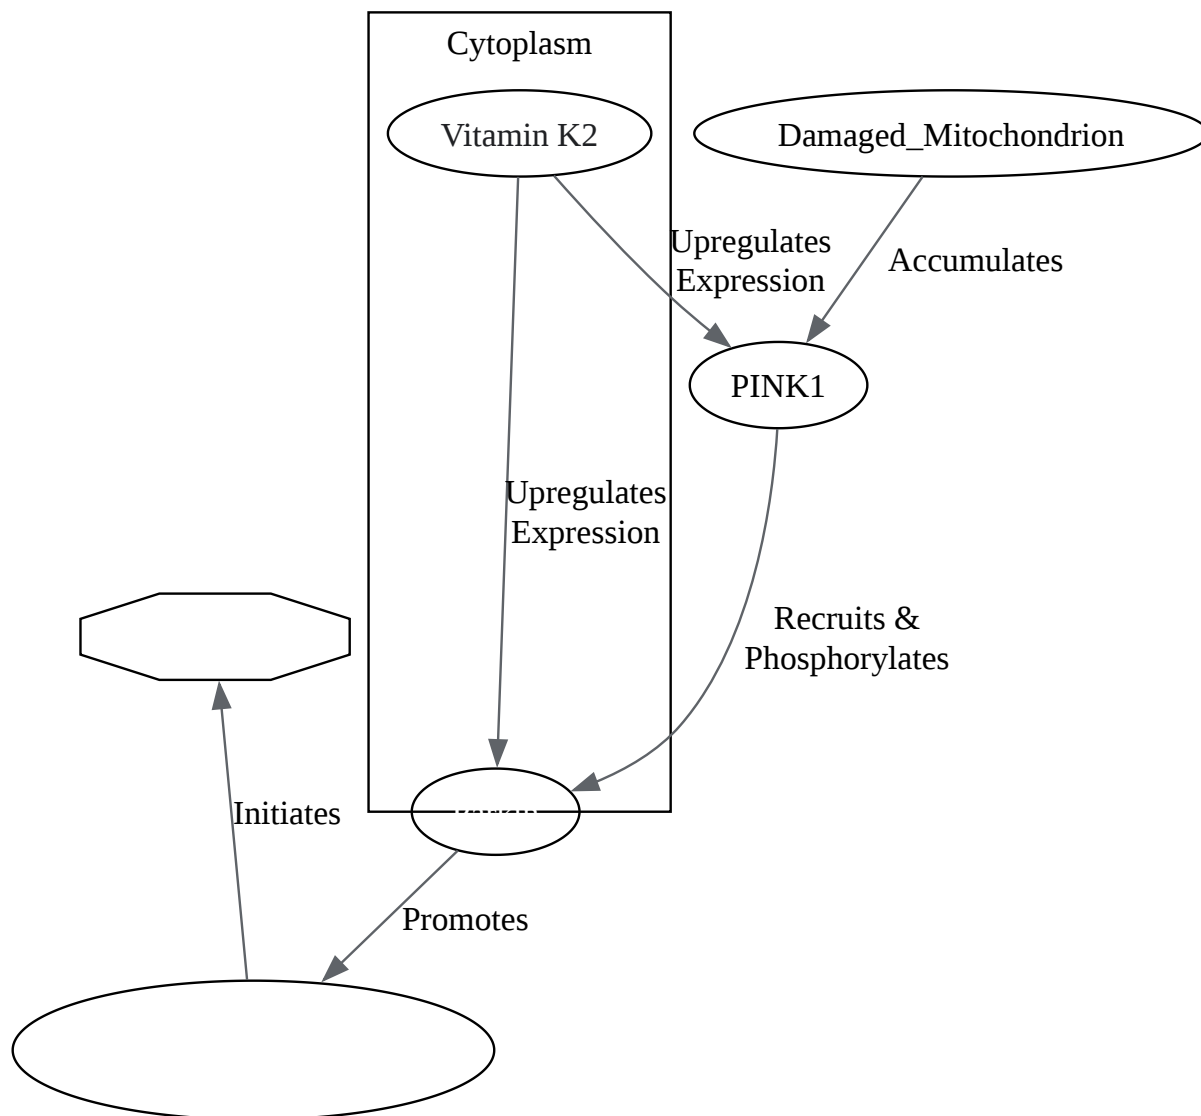 Cytoplasm
Vitamin K2
Damaged_Mitochondrion
Upregulates
Expression
Accumulates
PINK1
Upregulates
Expression
Recruits &
Phosphorylates
Initiates
Promotes